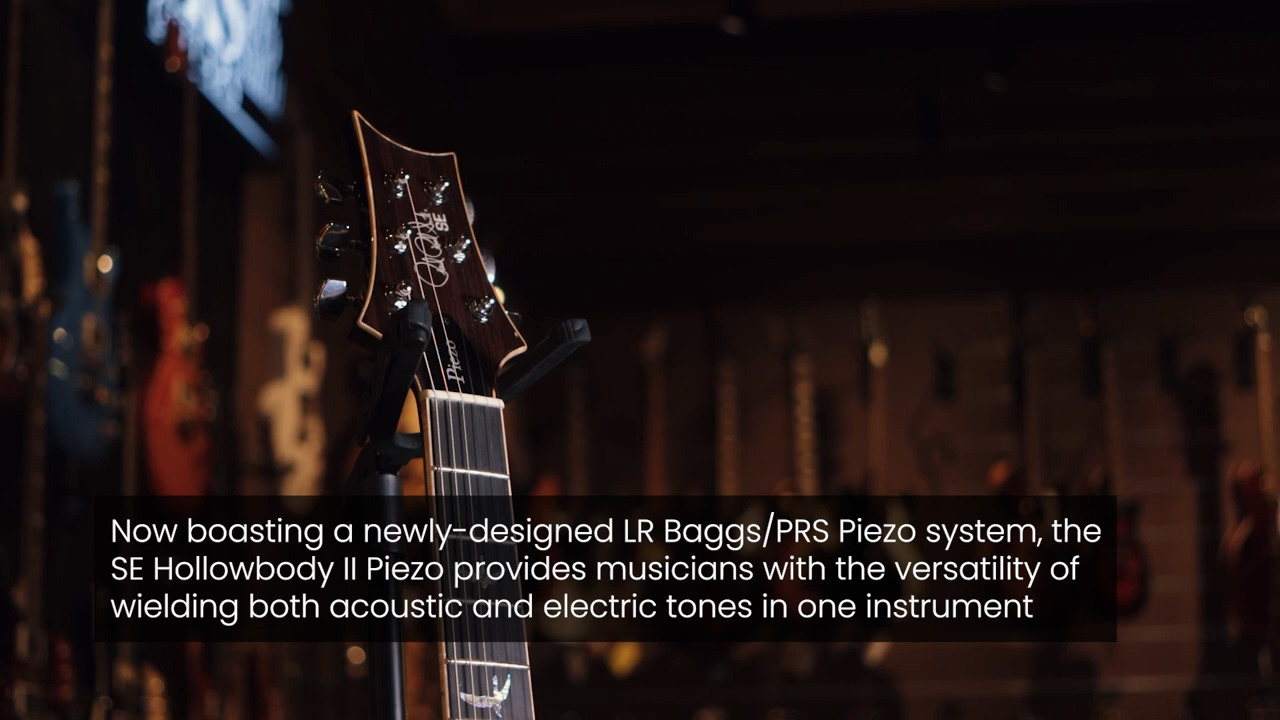 SE
Piezo
Now boasting a newly-designed LR Baggs/PRS Piezo system, the
SE Hollowbody II Piezo provides musicians with the versatility of
wielding both acoustic and electric tones in one instrument